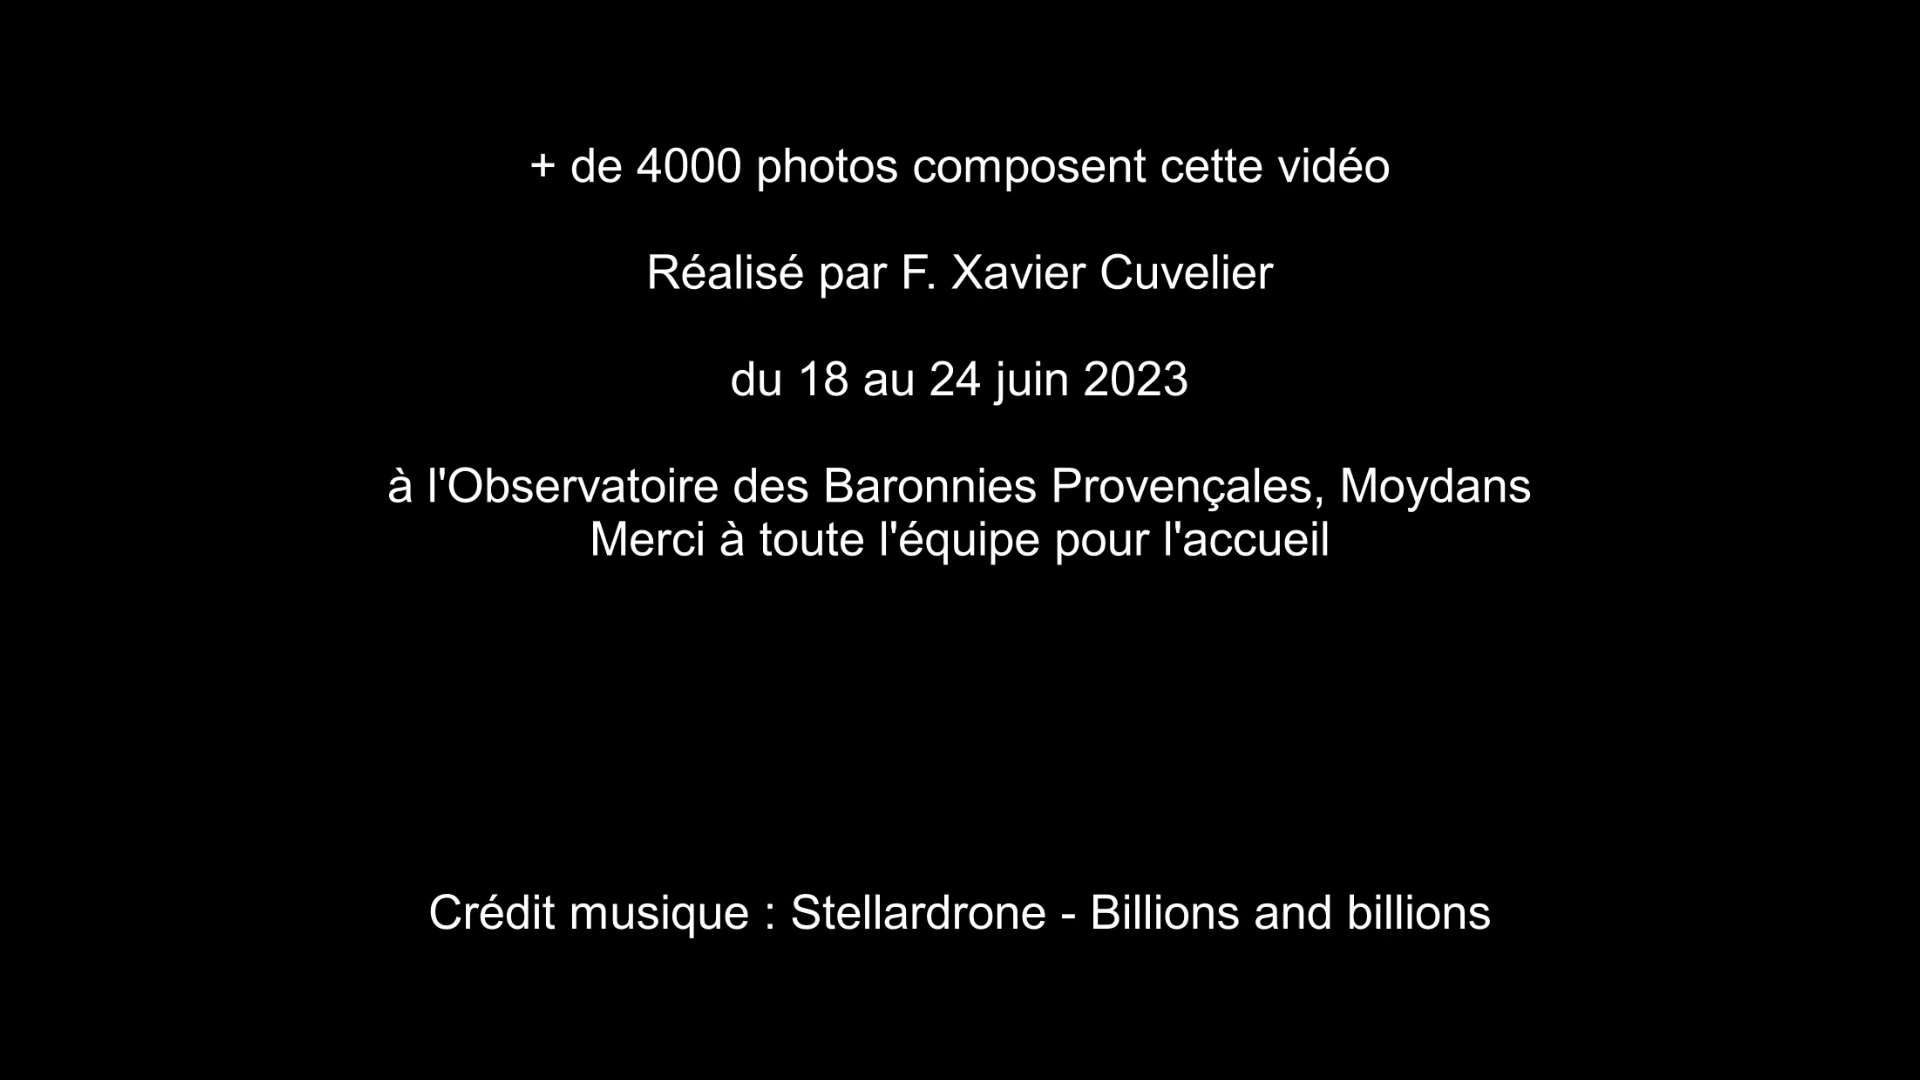 + de 4000 photos composent cette vidéo
Réalisé par F. Xavier Cuvelier
du 18 au 24 juin 2023
à l'Observatoire des Baronnies Provençales, Moydans
Merci à toute l'équipe pour l'accueil
Crédit musique : Stellardrone - Billions and billions